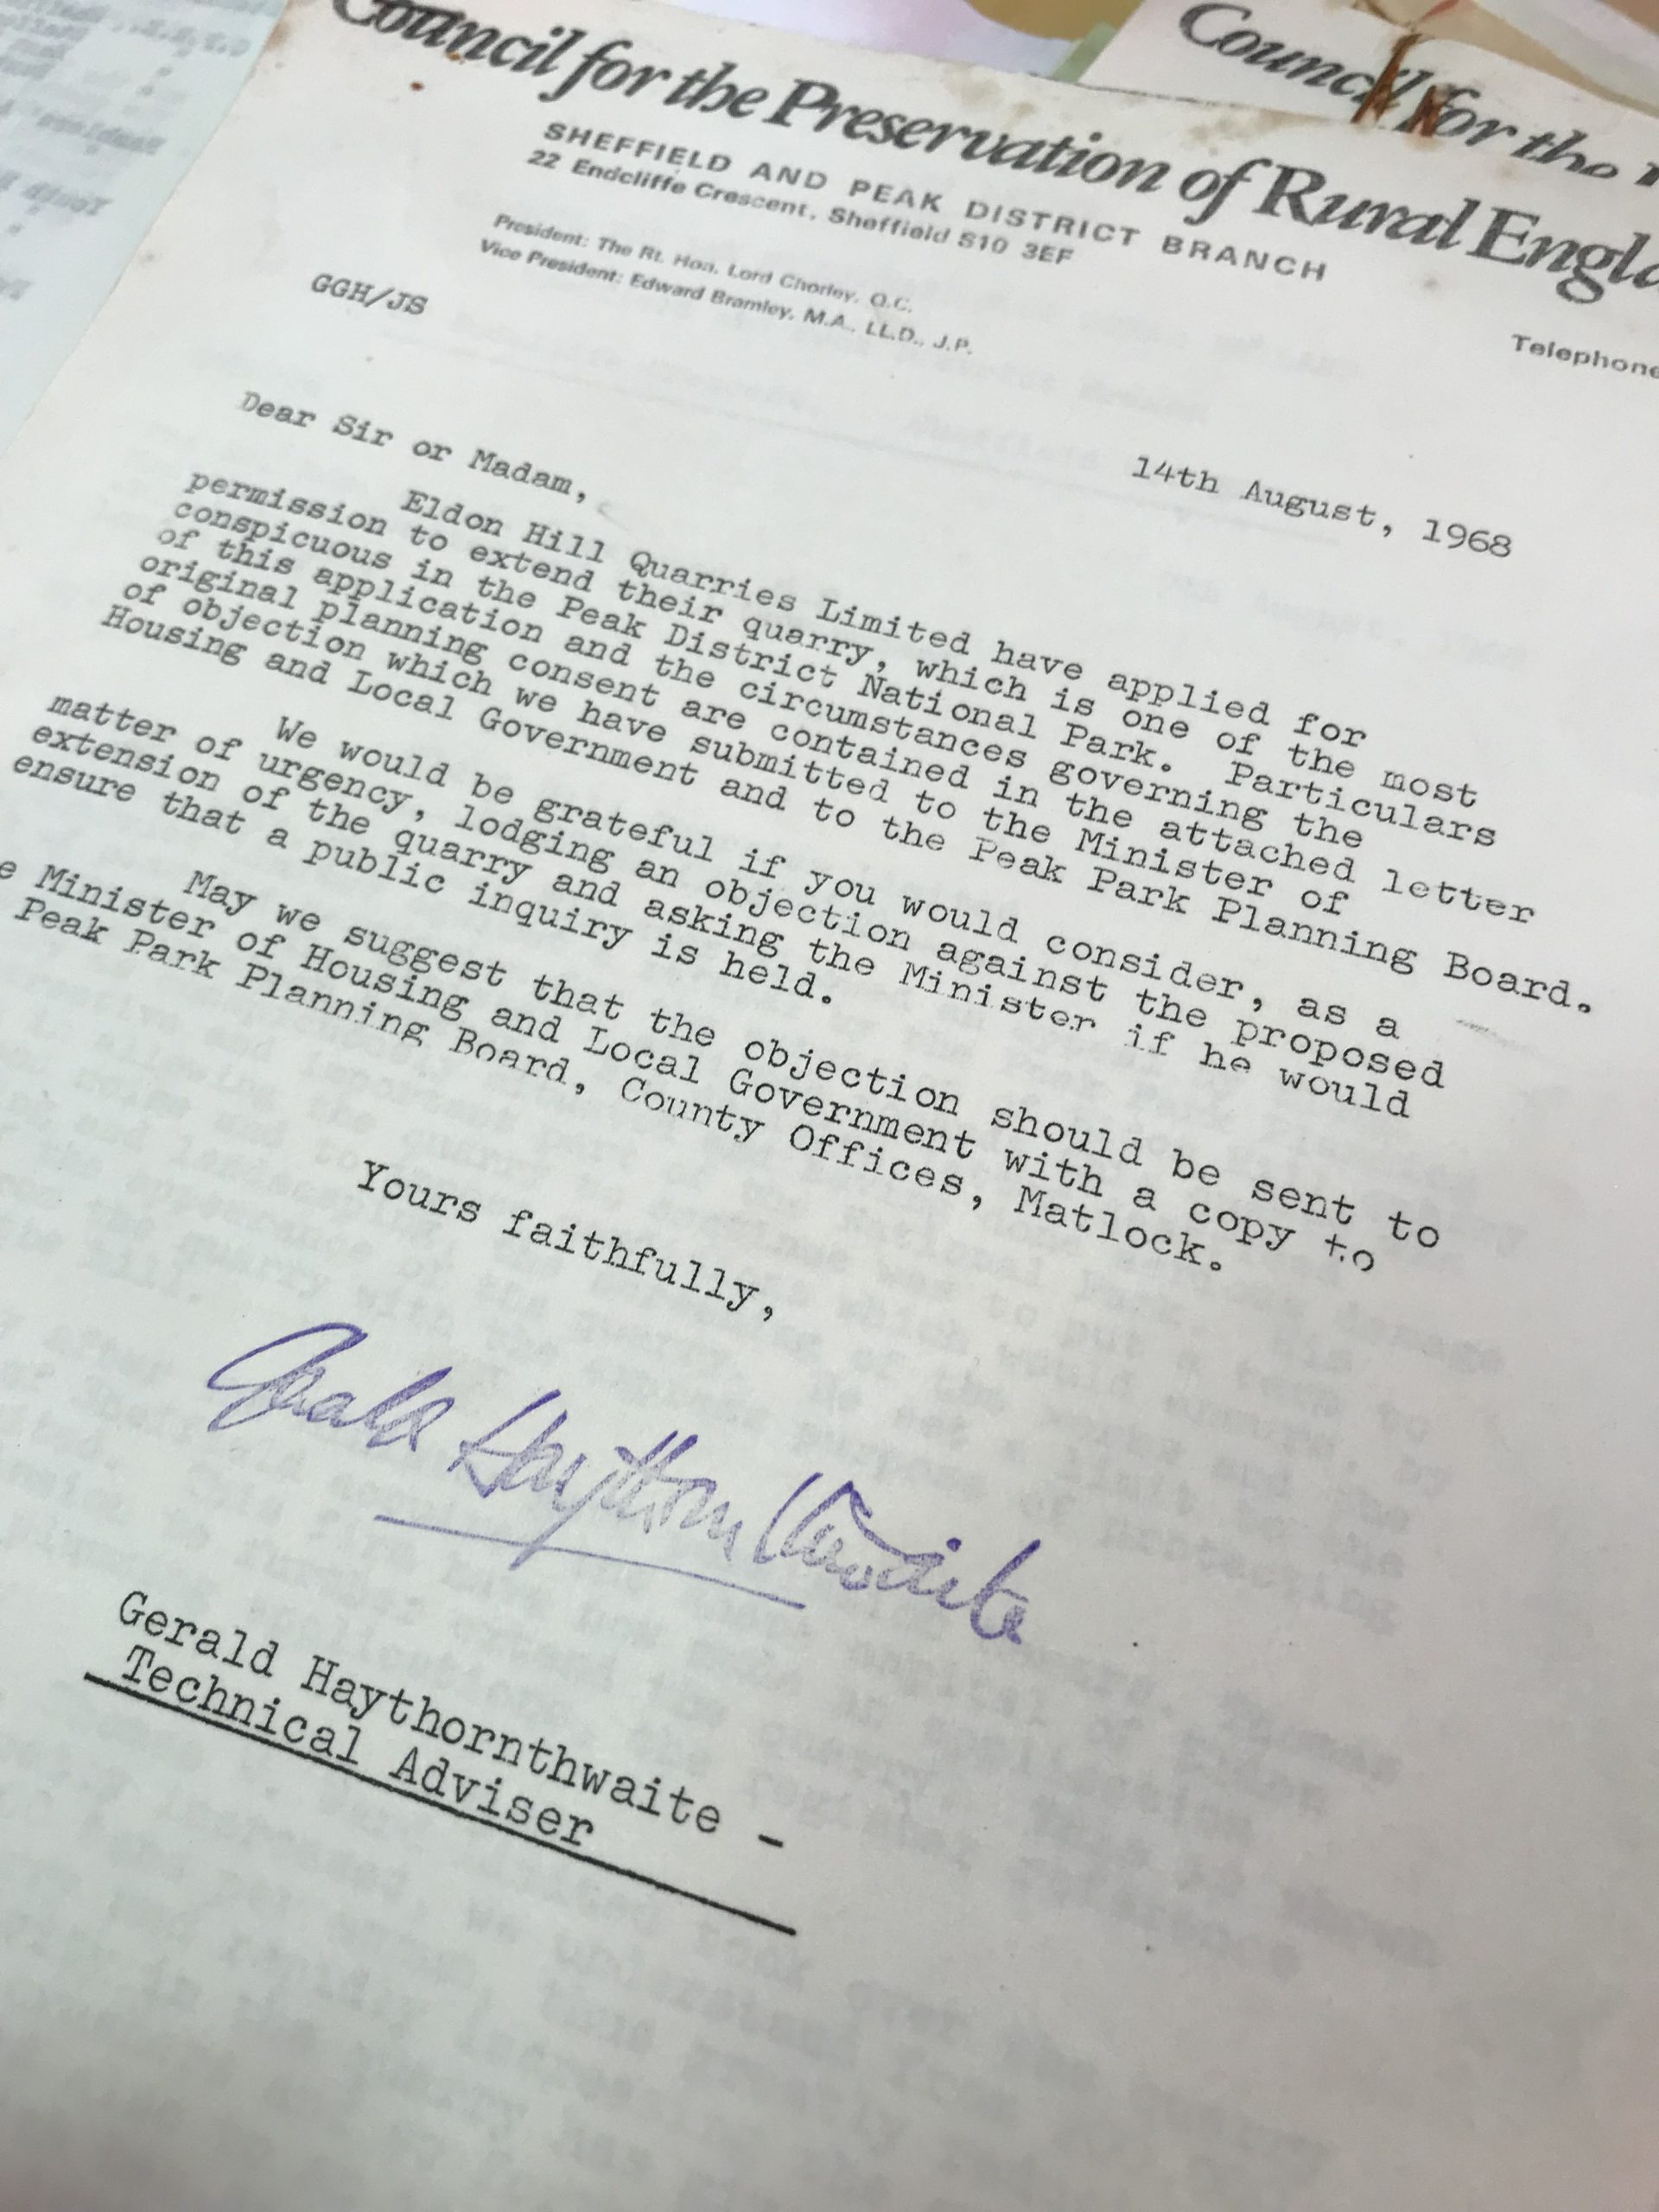 Council for the Preservation of Rural Engla
SHEFFIELD AND PEAK DISTRICT BRANCH
22 Endcliffe Crescent, Sheffield S10 3EF
President: The Rt. Hon. Lord Chorley, Q.C.
Vice President: Edward Bramley, M.A., LL.D., J.P.
Telephone
GGH/JS
14th August, 1968
Dear Sir or Madam,
Eldon Hill Quarries Limited have applied for
permission to extend their quarry, which is one of the most
conspicuous in the Peak District National Park. Particulars
of this application and the circumstances governing the
original planning consent are contained in the attached letter
of objection which we have submitted to the Minister of
Housing and Local Government and to the Peak Park Planning Board.
We would be grateful if you would consider, as a
matter of urgency, lodging an objection against the proposed
extension of the quarry and asking the Minister if he would
ensure that a public inquiry is held.
May we suggest that the objection should be sent to
e Minister of Housing and Local Government with a copy to
Peak Park Planning Board, County Offices, Matlock.
Yours faithfully,
Gerald Haythornthwaite
Gerald Haythornthwaite -
Technical Adviser
Council for the